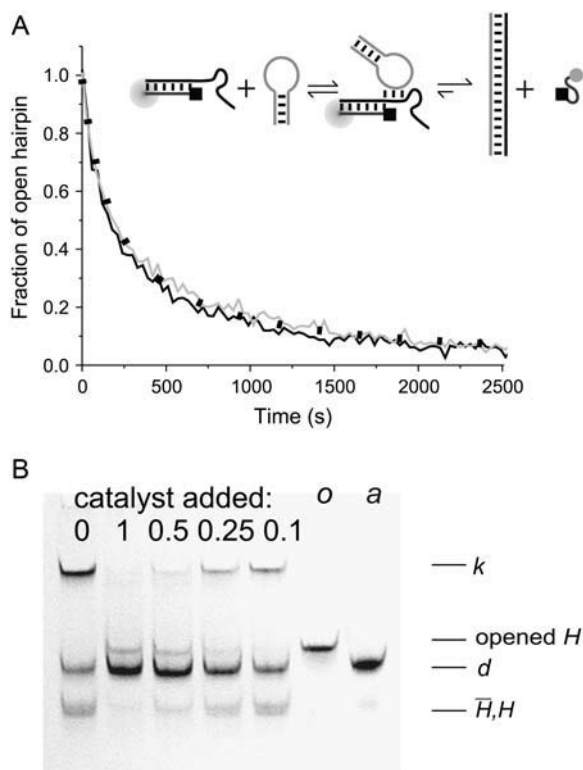 A
1.0
0.8
0.6
0.4
0.2
0.0
Fraction of open hairpin
+
+
0 500 1000 1500 2000 2500
Time (s)
B
catalyst added: o a
0 1 0.5 0.25 0.1
k
opened H
d
H̅,H